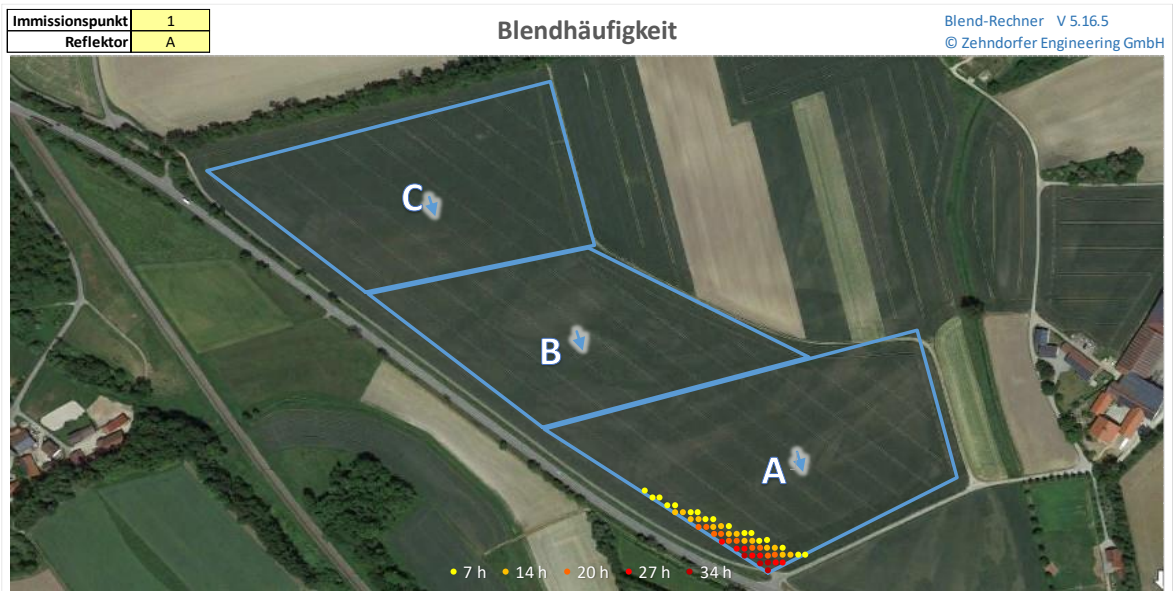 Immissionspunkt 1
Reflektor A
Blendhäufigkeit
Blend-Rechner V 5.16.5
© Zehndorfer Engineering GmbH
C
B
A
7 h 14 h 20 h 27 h 34 h